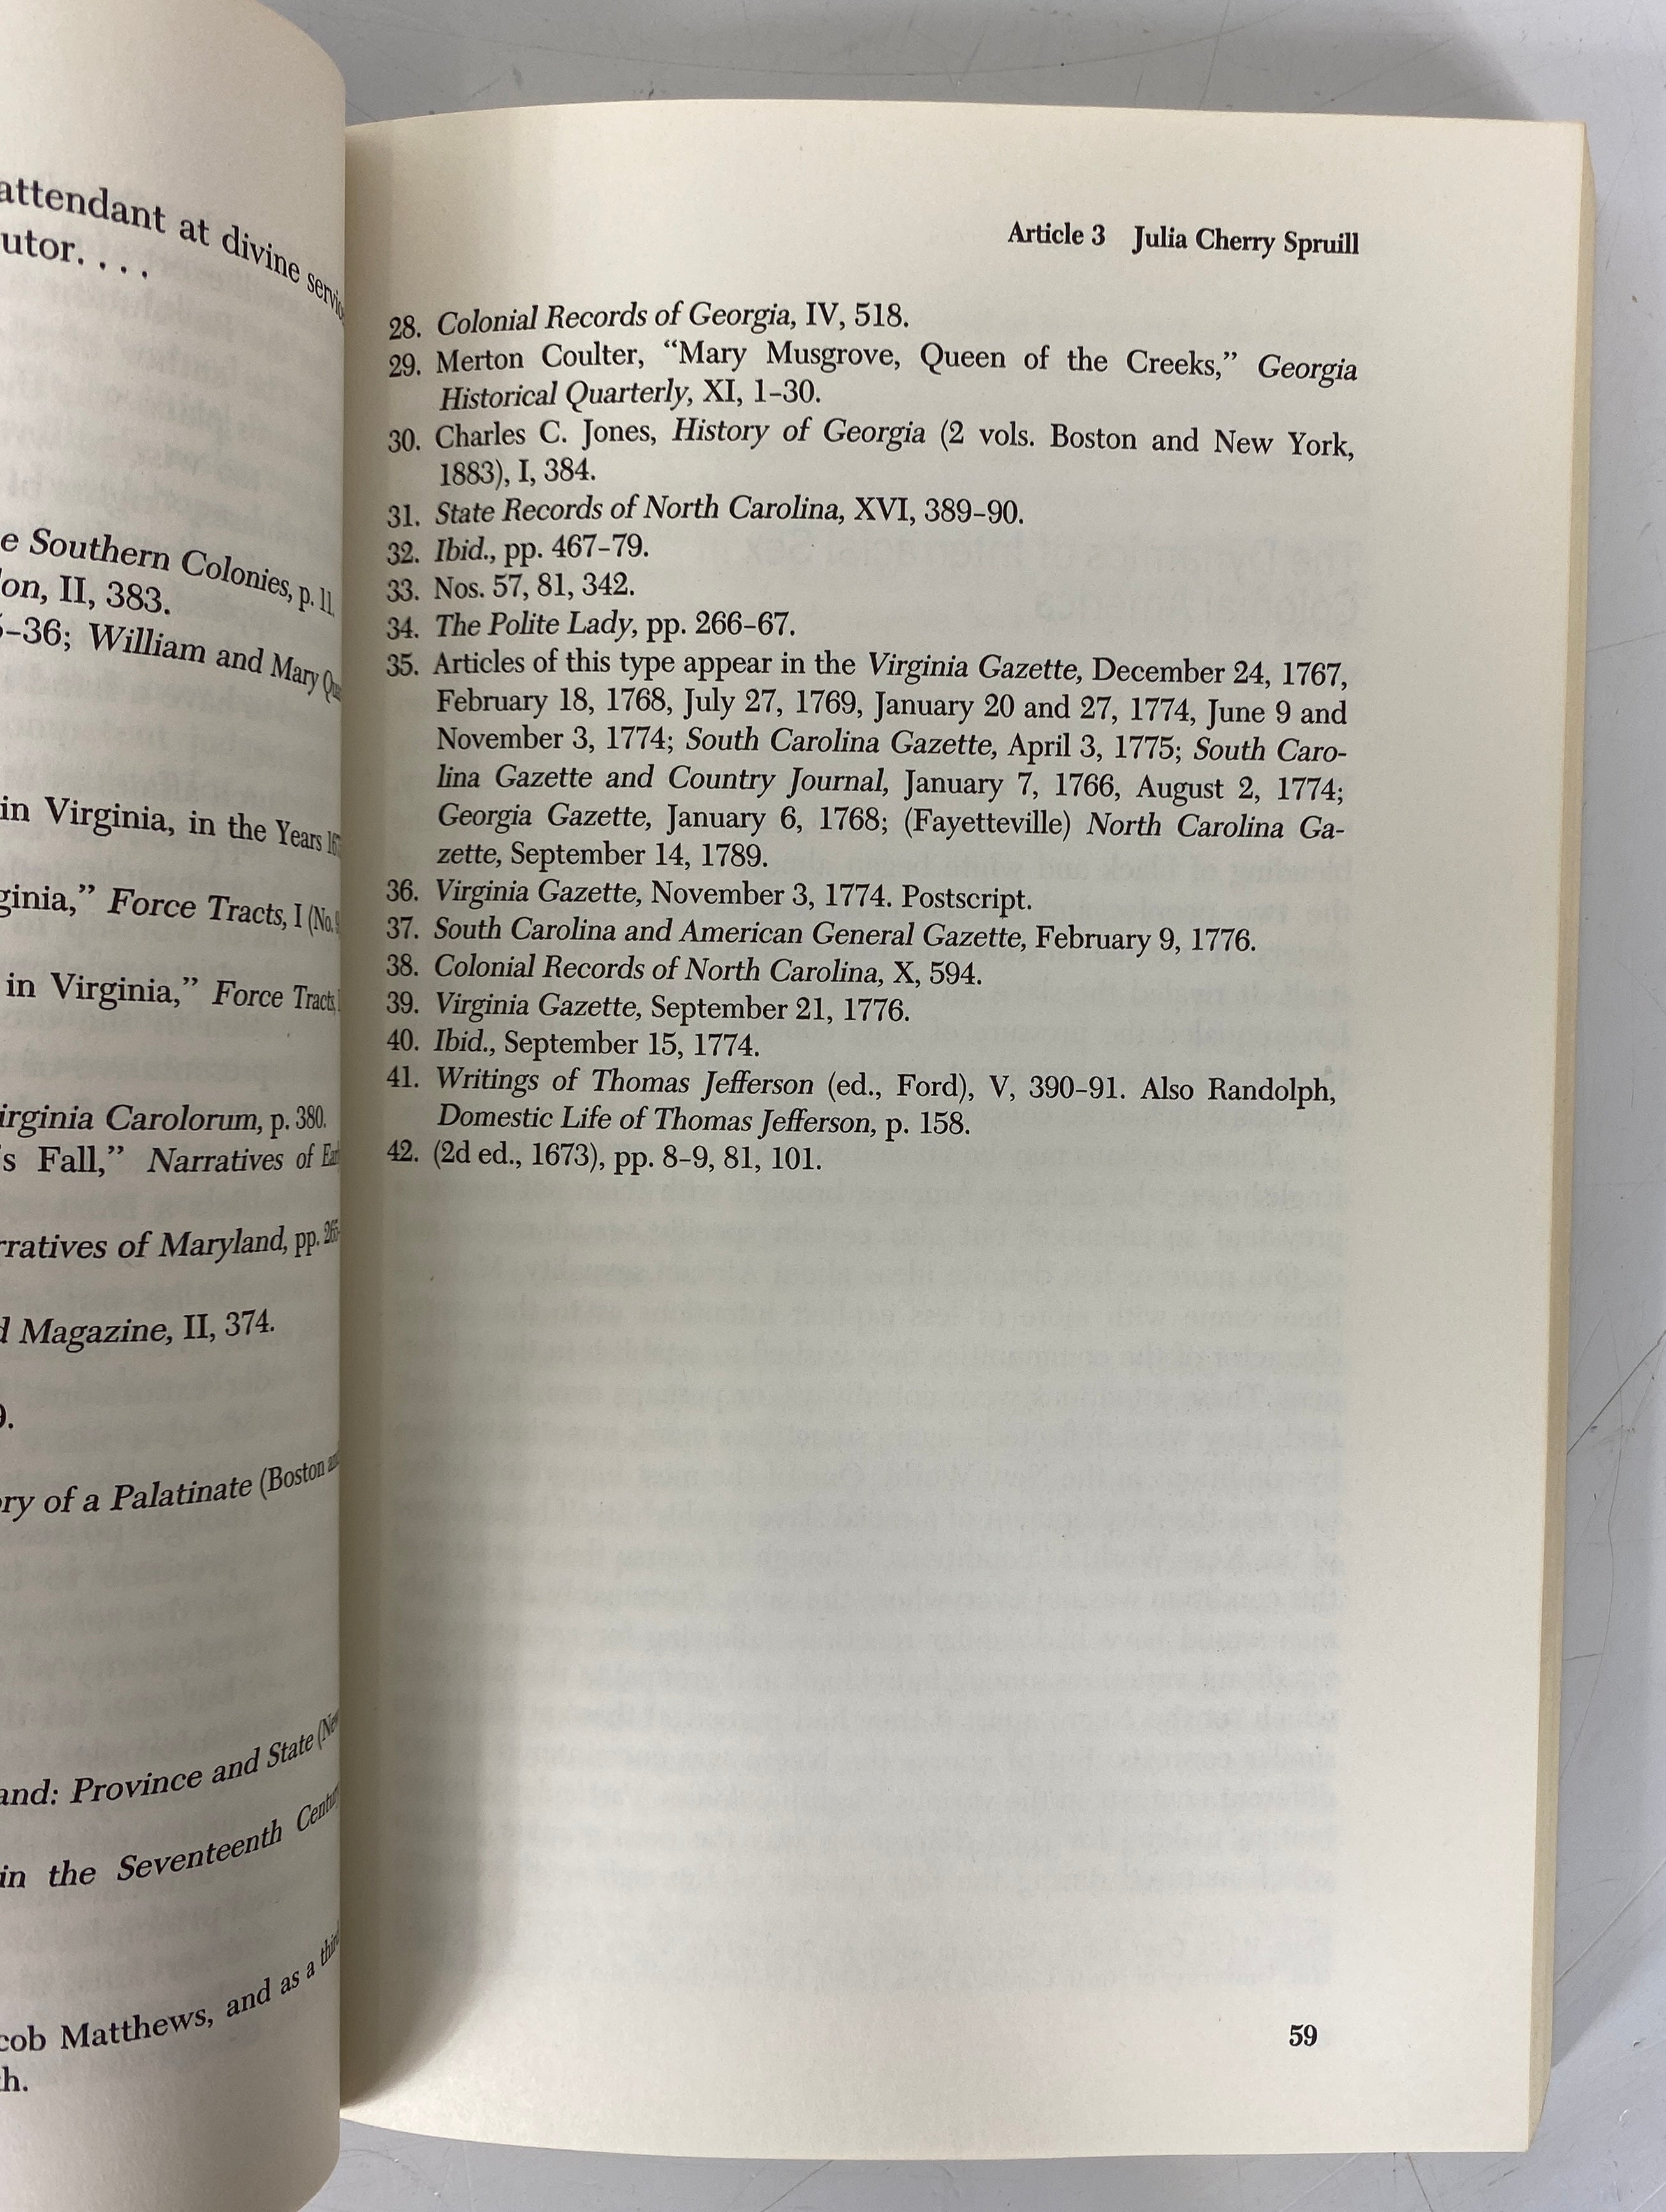 attendant at divine
utor. . . .
e Southern Colonies, p. 11.
on, II, 383.
–36; William and Mary
in Virginia, in the Years
ginia,” Force Tracts, I (No.
in Virginia,” Force Tracts,
irginia Carolorum, p. 380.
’s Fall,” Narratives of
rratives of Maryland, pp.
d Magazine, II, 374.
9.
ory of a Palatinate (Boston
and: Province and State
in the Seventeenth
cob Matthews, and as a
h.
Article 3 Julia Cherry Spruill
28. Colonial Records of Georgia, IV, 518.
29. Merton Coulter, “Mary Musgrove, Queen of the Creeks,” Georgia
Historical Quarterly, XI, 1–30.
30. Charles C. Jones, History of Georgia (2 vols. Boston and New York,
1883), I, 384.
31. State Records of North Carolina, XVI, 389–90.
32. Ibid., pp. 467–79.
33. Nos. 57, 81, 342.
34. The Polite Lady, pp. 266–67.
35. Articles of this type appear in the Virginia Gazette, December 24, 1767,
February 18, 1768, July 27, 1769, January 20 and 27, 1774, June 9 and
November 3, 1774; South Carolina Gazette, April 3, 1775; South Caro-
lina Gazette and Country Journal, January 7, 1766, August 2, 1774;
Georgia Gazette, January 6, 1768; (Fayetteville) North Carolina Ga-
zette, September 14, 1789.
36. Virginia Gazette, November 3, 1774. Postscript.
37. South Carolina and American General Gazette, February 9, 1776.
38. Colonial Records of North Carolina, X, 594.
39. Virginia Gazette, September 21, 1776.
40. Ibid., September 15, 1774.
41. Writings of Thomas Jefferson (ed., Ford), V, 390–91. Also Randolph,
Domestic Life of Thomas Jefferson, p. 158.
42. (2d ed., 1673), pp. 8–9, 81, 101.
59